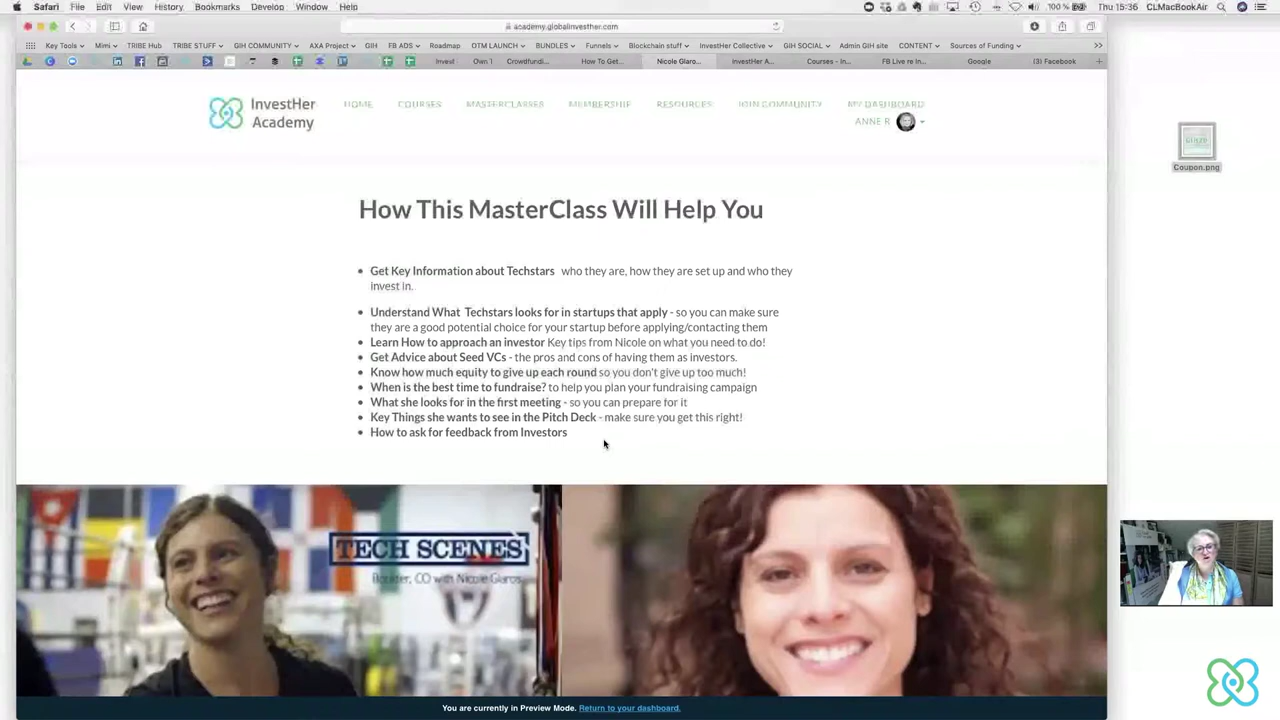 Safari File Edit View History Bookmarks Develop Window Help
100% Thu 15:36 CLMacBookAir
academy.globalinvesther.com
Key Tools Mimi TRIBE Hub TRIBE STUFF GIH COMMUNITY AXA Project GIH FB ADS Roadmap OTM LAUNCH BUNDLES Funnels Blockchain stuff InvestHer Collective GIH SOCIAL Admin GIH site CONTENT Sources of Funding
Own 1 Crowdfundi... How To Get... Nicole Glaro... InvestHer A... Courses - In... FB Live re In... Google (3) Facebook
InvestHer
Academy
HOME COURSES MASTERCLASSES MEMBERSHIP RESOURCES JOIN COMMUNITY MY DASHBOARD
ANNE R
Coupon.png
How This MasterClass Will Help You
• Get Key Information about Techstars who they are, how they are set up and who they
invest in.
• Understand What Techstars looks for in startups that apply - so you can make sure
they are a good potential choice for your startup before applying/contacting them
• Learn How to approach an investor Key tips from Nicole on what you need to do!
• Get Advice about Seed VCs - the pros and cons of having them as investors.
• Know how much equity to give up each round so you don't give up too much!
• When is the best time to fundraise? to help you plan your fundraising campaign
• What she looks for in the first meeting - so you can prepare for it
• Key Things she wants to see in the Pitch Deck - make sure you get this right!
• How to ask for feedback from Investors
TECH SCENES
Boulder, CO with Nicole Glaros
You are currently in Preview Mode. Return to your dashboard.